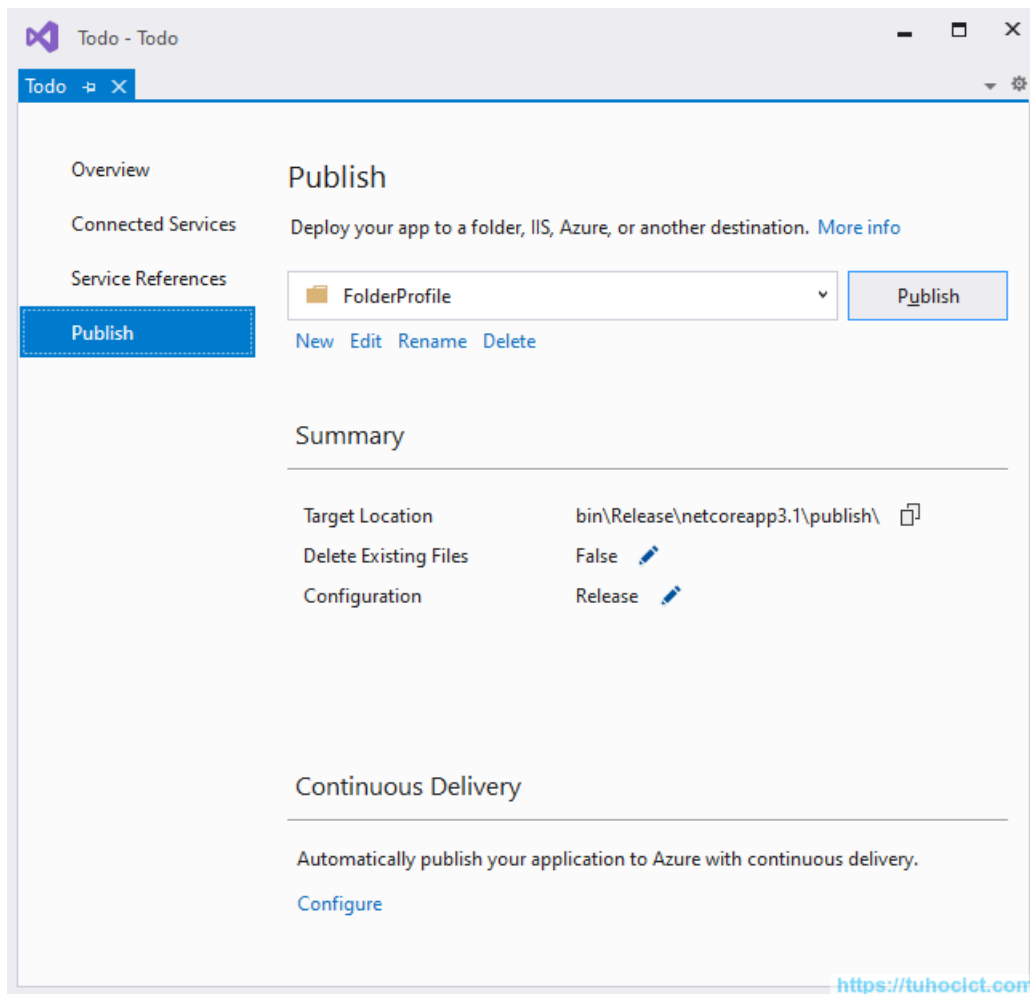 Todo - Todo
Todo
Overview
Connected Services
Service References
Publish
Publish
Deploy your app to a folder, IIS, Azure, or another destination. More info
FolderProfile
Publish
New Edit Rename Delete
Summary
Target Location bin\Release\netcoreapp3.1\publish\
Delete Existing Files False
Configuration Release
Continuous Delivery
Automatically publish your application to Azure with continuous delivery.
Configure
https://tuhocict.com